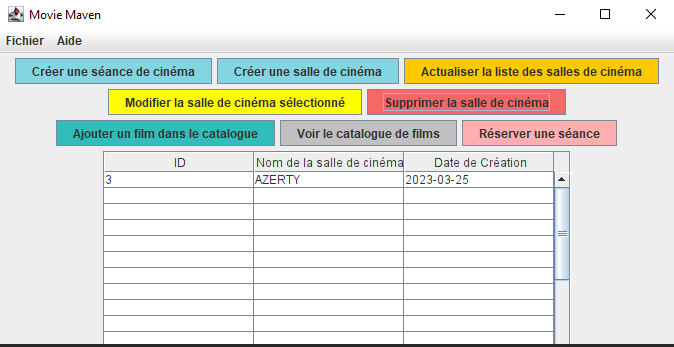 Movie Maven
Fichier Aide
Créer une séance de cinéma Créer une salle de cinéma Actualiser la liste des salles de cinéma
Modifier la salle de cinéma sélectionné Supprimer la salle de cinéma
Ajouter un film dans le catalogue Voir le catalogue de films Réserver une séance
ID Nom de la salle de cinéma Date de Création
3 AZERTY 2023-03-25